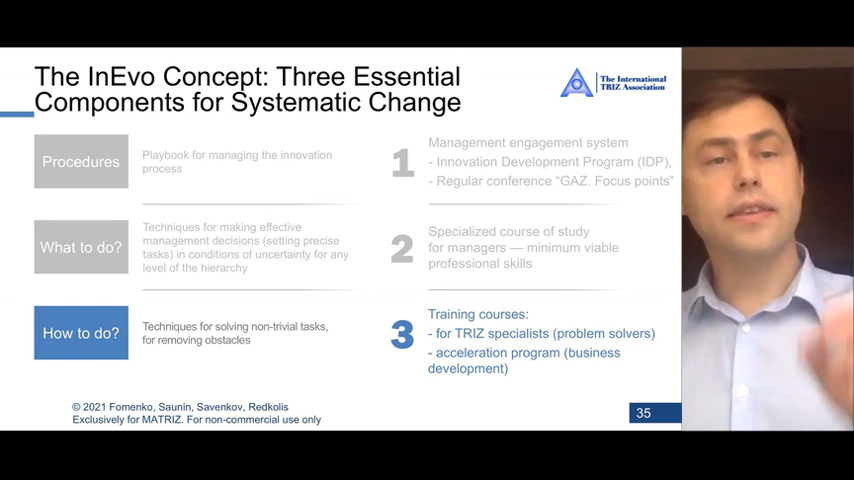 The InEvo Concept: Three Essential
Components for Systematic Change
The International
TRIZ Association
Procedures
Playbook for managing the innovation
process
1
Management engagement system
- Innovation Development Program (IDP),
- Regular conference “GAZ. Focus points”
What to do?
Techniques for making effective
management decisions (setting precise
tasks) in conditions of uncertainty for any
level of the hierarchy
2
Specialized course of study
for managers — minimum viable
professional skills
How to do?
Techniques for solving non-trivial tasks,
for removing obstacles
3
Training courses:
- for TRIZ specialists (problem solvers)
- acceleration program (business
development)
© 2021 Fomenko, Saunin, Savenkov, Redkolis
Exclusively for MATRIZ. For non-commercial use only
35